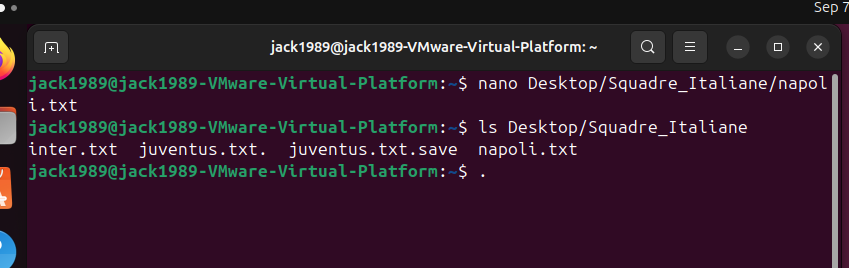 Sep 7
jack1989@jack1989-VMware-Virtual-Platform: ~
jack1989@jack1989-VMware-Virtual-Platform:~$ nano Desktop/Squadre_Italiane/napol
i.txt
jack1989@jack1989-VMware-Virtual-Platform:~$ ls Desktop/Squadre_Italiane
inter.txt  juventus.txt.  juventus.txt.save  napoli.txt
jack1989@jack1989-VMware-Virtual-Platform:~$ .